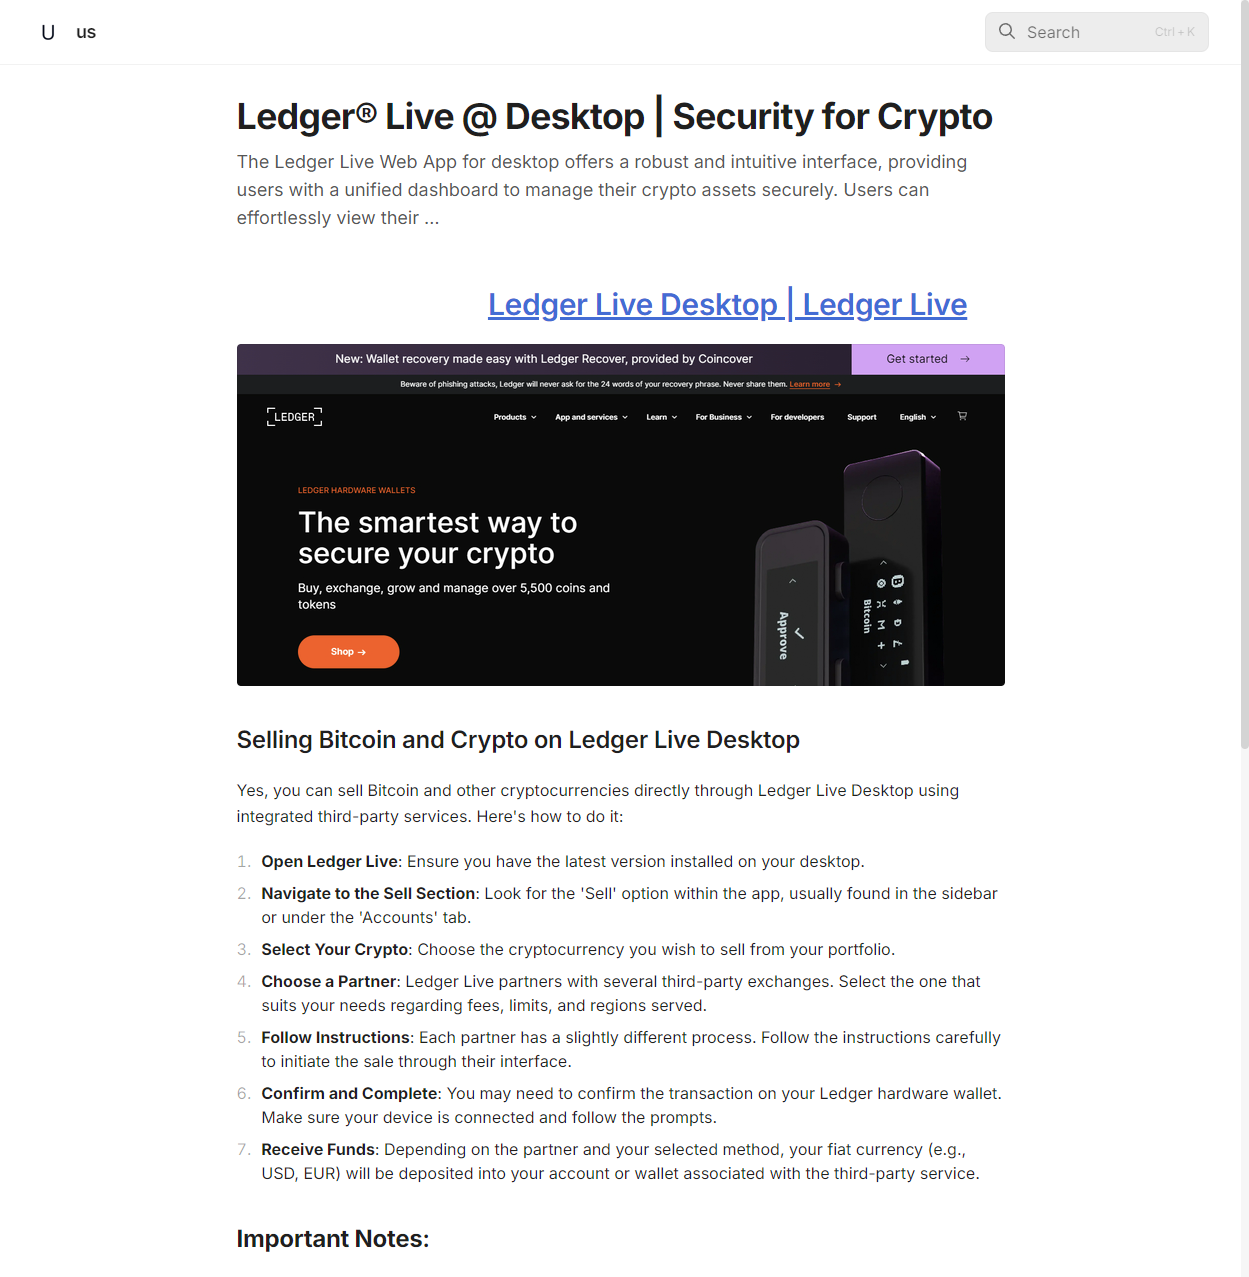 U us
Search Ctrl + K
Ledger® Live @ Desktop | Security for Crypto
The Ledger Live Web App for desktop offers a robust and intuitive interface, providing
users with a unified dashboard to manage their crypto assets securely. Users can
effortlessly view their ...
Ledger Live Desktop | Ledger Live
New: Wallet recovery made easy with Ledger Recover, provided by Coincover
Get started →
Beware of phishing attacks, Ledger will never ask for the 24 words of your recovery phrase. Never share them. Learn more →
LEDGER
Products App and services Learn For Business For developers Support English
LEDGER HARDWARE WALLETS
The smartest way to
secure your crypto
Buy, exchange, grow and manage over 5,500 coins and
tokens
Shop →
Approve
Bitcoin
Selling Bitcoin and Crypto on Ledger Live Desktop
Yes, you can sell Bitcoin and other cryptocurrencies directly through Ledger Live Desktop using
integrated third-party services. Here's how to do it:
1. Open Ledger Live: Ensure you have the latest version installed on your desktop.
2. Navigate to the Sell Section: Look for the 'Sell' option within the app, usually found in the sidebar
or under the 'Accounts' tab.
3. Select Your Crypto: Choose the cryptocurrency you wish to sell from your portfolio.
4. Choose a Partner: Ledger Live partners with several third-party exchanges. Select the one that
suits your needs regarding fees, limits, and regions served.
5. Follow Instructions: Each partner has a slightly different process. Follow the instructions carefully
to initiate the sale through their interface.
6. Confirm and Complete: You may need to confirm the transaction on your Ledger hardware wallet.
Make sure your device is connected and follow the prompts.
7. Receive Funds: Depending on the partner and your selected method, your fiat currency (e.g.,
USD, EUR) will be deposited into your account or wallet associated with the third-party service.
Important Notes: